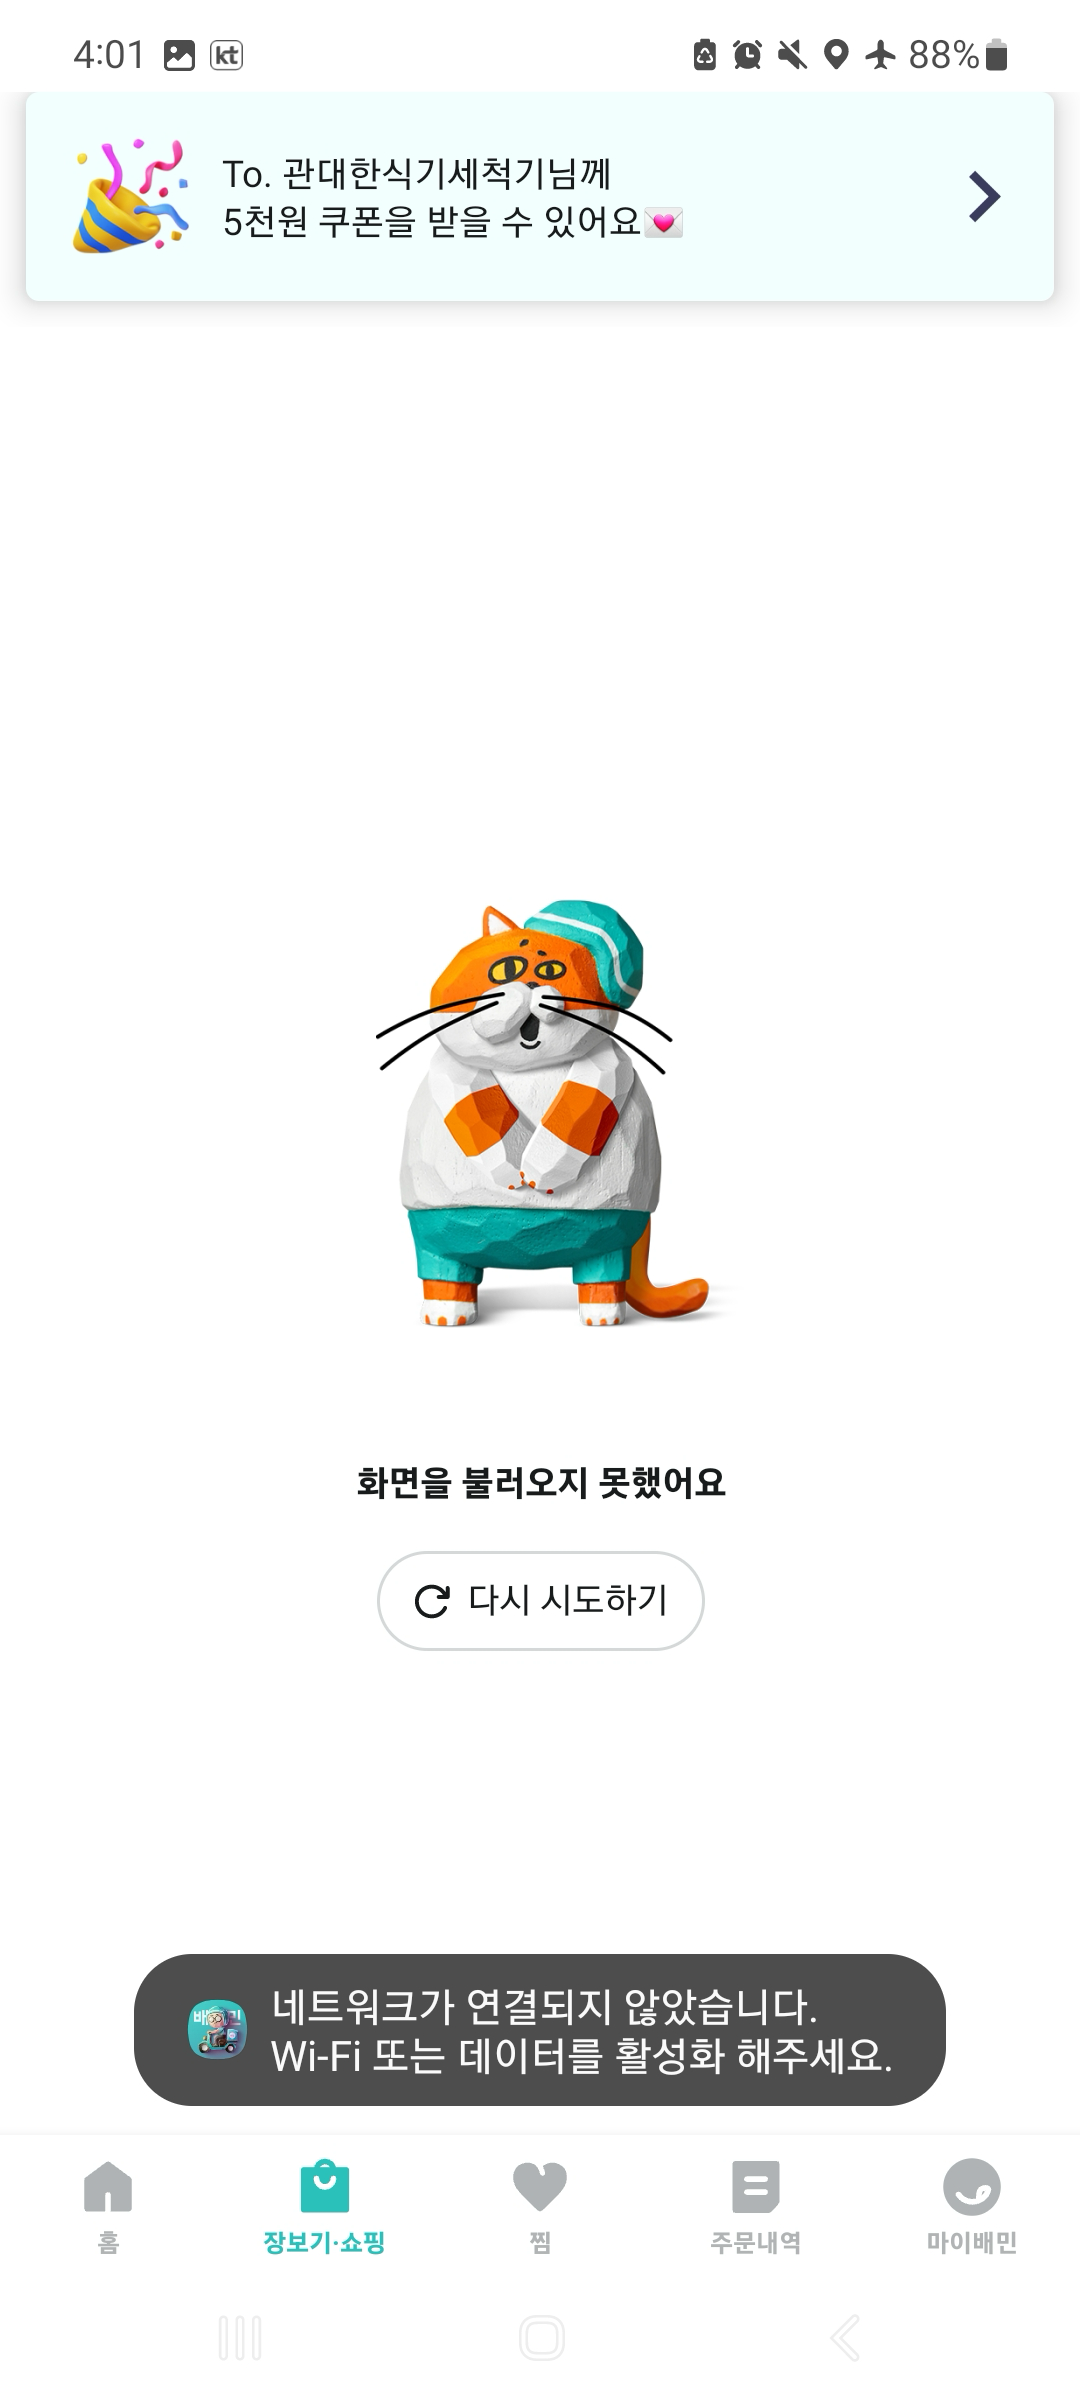 4:01 kt 88%
To. 관대한식기세척기님께
5천원 쿠폰을 받을 수 있어요💌
화면을 불러오지 못했어요
다시 시도하기
네트워크가 연결되지 않았습니다.
Wi-Fi 또는 데이터를 활성화 해주세요.
홈 장보기·쇼핑 찜 주문내역 마이배민